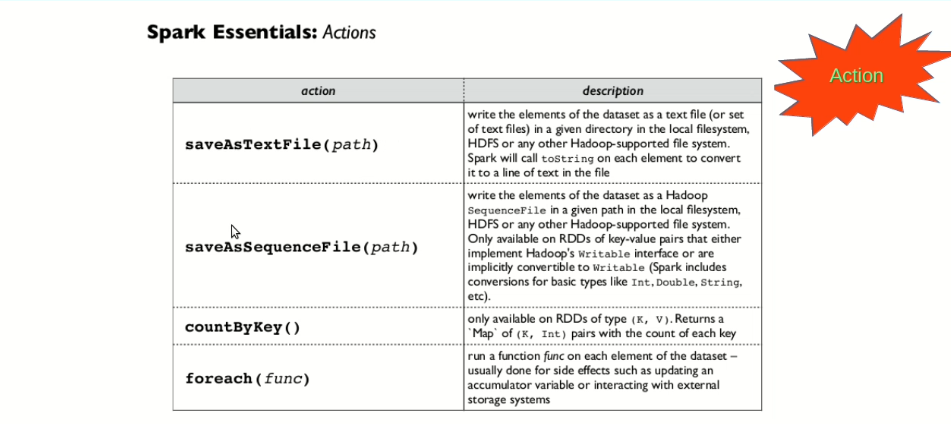 Spark Essentials: Actions
Action
action
description
saveAsTextFile(path)
write the elements of the dataset as a text file (or set
of text files) in a given directory in the local filesystem,
HDFS or any other Hadoop-supported file system.
Spark will call toString on each element to convert
it to a line of text in the file
saveAsSequenceFile(path)
write the elements of the dataset as a Hadoop
SequenceFile in a given path in the local filesystem,
HDFS or any other Hadoop-supported file system.
Only available on RDDs of key-value pairs that either
implement Hadoop's Writable interface or are
implicitly convertible to Writable (Spark includes
conversions for basic types like Int, Double, String,
etc).
countByKey()
only available on RDDs of type (K, V). Returns a
`Map` of (K, Int) pairs with the count of each key
foreach(func)
run a function func on each element of the dataset –
usually done for side effects such as updating an
accumulator variable or interacting with external
storage systems